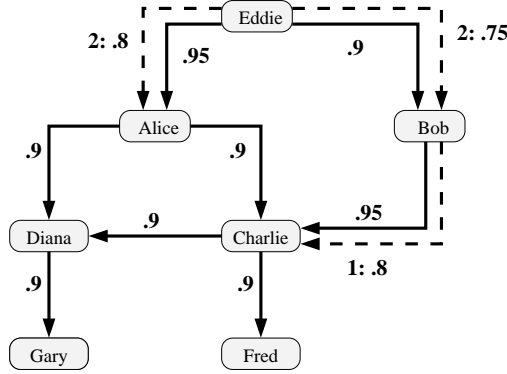 Eddie
2: .8
.95
.9
2: .75
Alice
Bob
.9
.9
.9
.95
Diana
Charlie
1: .8
.9
.9
Gary
Fred